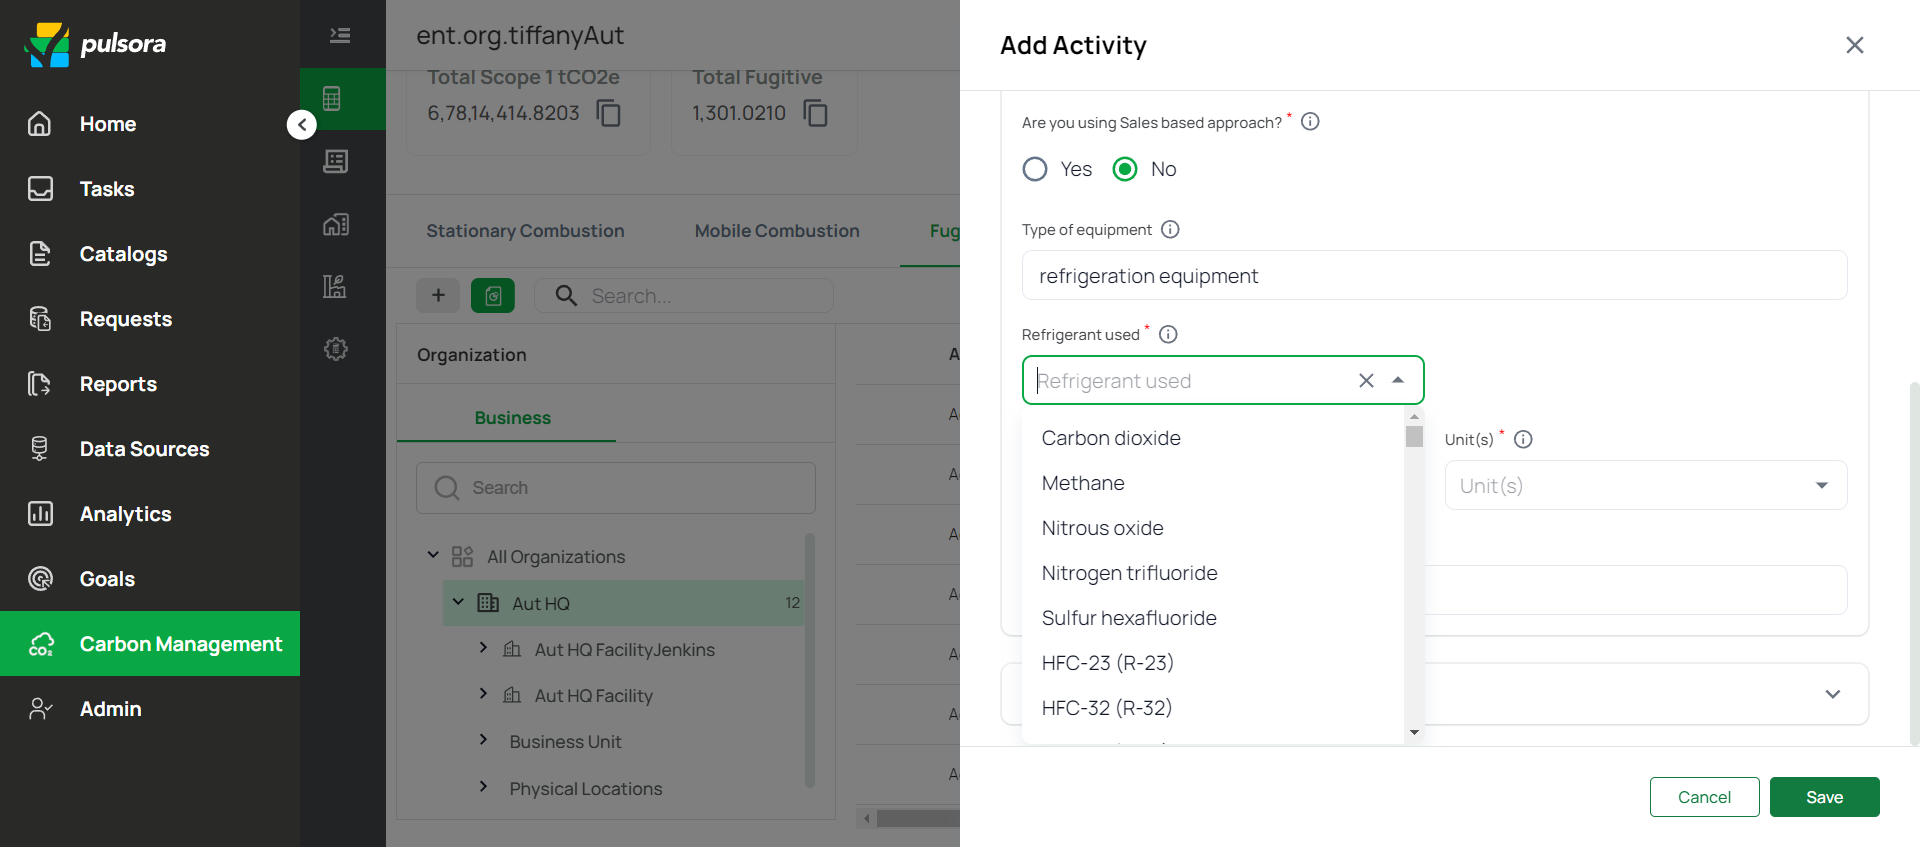 pulsora
Home
Tasks
Catalogs
Requests
Reports
Data Sources
Analytics
Goals
CO₂
Carbon Management
Admin
ent.org.tiffanyAut
Total Scope 1 tCO2e
6,78,14,414.8203
Total Fugitive
1,301.0210
Stationary Combustion
Mobile Combustion
Fug
+
Search...
Organization
Business
Search
All Organizations
Aut HQ
12
Aut HQ FacilityJenkins
Aut HQ Facility
Business Unit
Physical Locations
Add Activity
Are you using Sales based approach? *
Yes
No
Type of equipment
refrigeration equipment
Refrigerant used *
Refrigerant used
Carbon dioxide
Methane
Nitrous oxide
Nitrogen trifluoride
Sulfur hexafluoride
HFC-23 (R-23)
HFC-32 (R-32)
Unit(s) *
Unit(s)
Cancel
Save